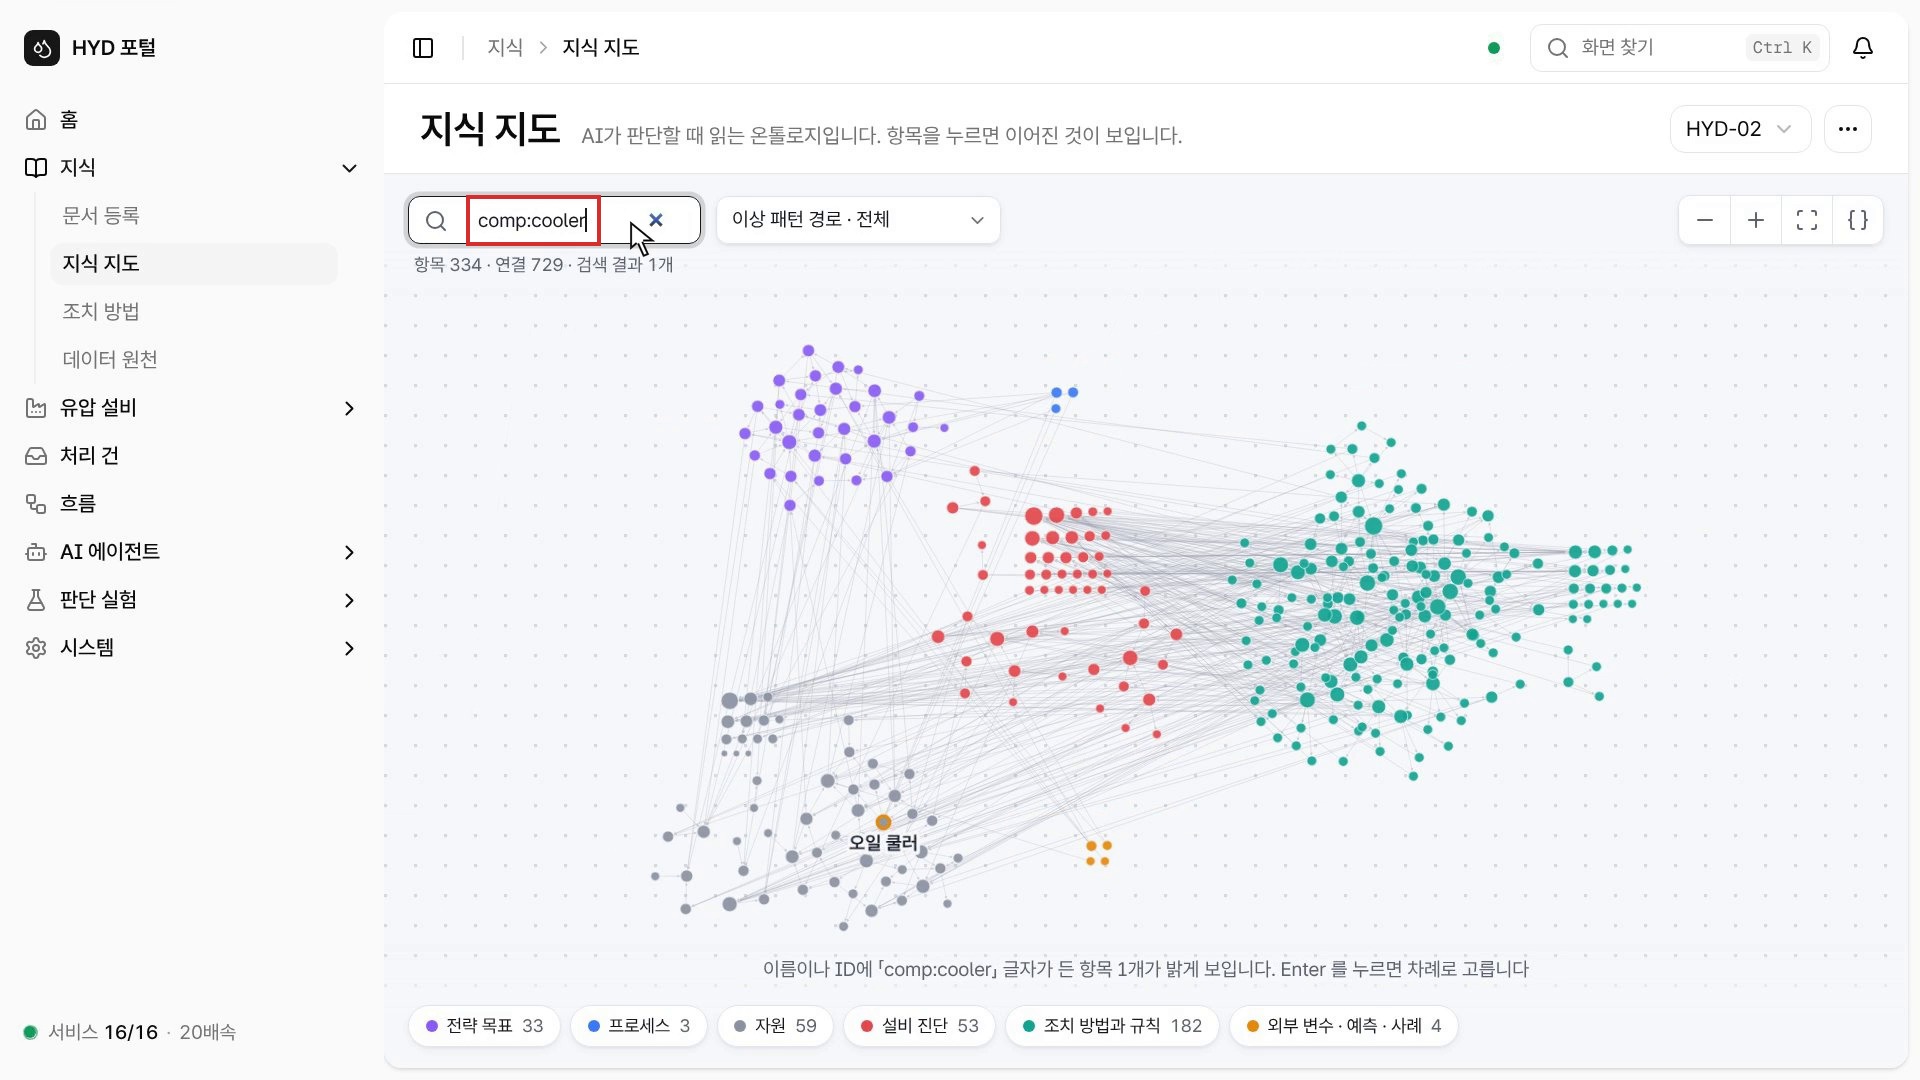 HYD 포털
지식
지식 지도
화면 찾기
Ctrl K
홈
지식
문서 등록
지식 지도
조치 방법
데이터 원천
유압 설비
처리 건
흐름
AI 에이전트
판단 실험
시스템
서비스 16/16 · 20배속
지식 지도
AI가 판단할 때 읽는 온톨로지입니다. 항목을 누르면 이어진 것이 보입니다.
HYD-02
comp:cooler
이상 패턴 경로 · 전체
항목 334 · 연결 729 · 검색 결과 1개
오일 쿨러
이름이나 ID에 「comp:cooler」 글자가 든 항목 1개가 밝게 보입니다. Enter 를 누르면 차례로 고릅니다
전략 목표 33
프로세스 3
자원 59
설비 진단 53
조치 방법과 규칙 182
외부 변수 · 예측 · 사례 4